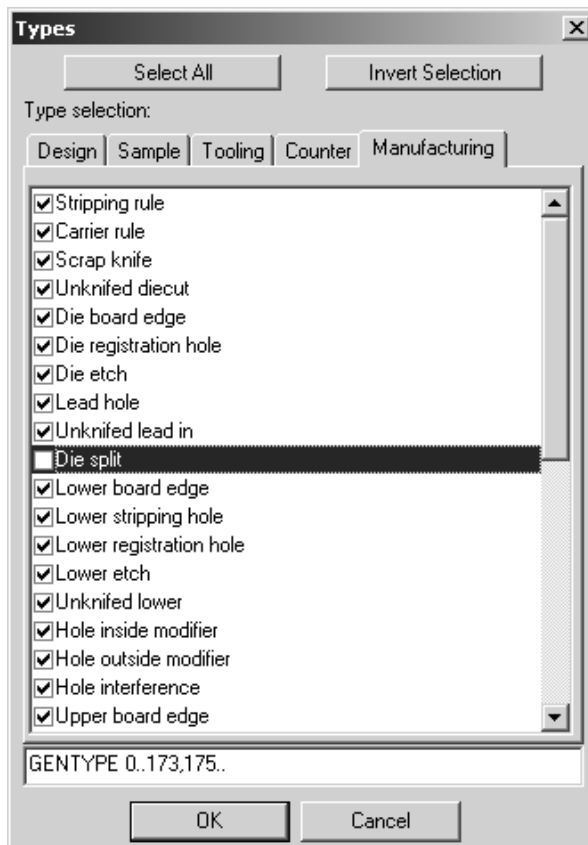 Types
Select All Invert Selection
Type selection:
Design Sample Tooling Counter Manufacturing
Stripping rule
Carrier rule
Scrap knife
Unknifed diecut
Die board edge
Die registration hole
Die etch
Lead hole
Unknifed lead in
Die split
Lower board edge
Lower stripping hole
Lower registration hole
Lower etch
Unknifed lower
Hole inside modifier
Hole outside modifier
Hole interference
Upper board edge
GENTYPE 0..173,175..
OK Cancel